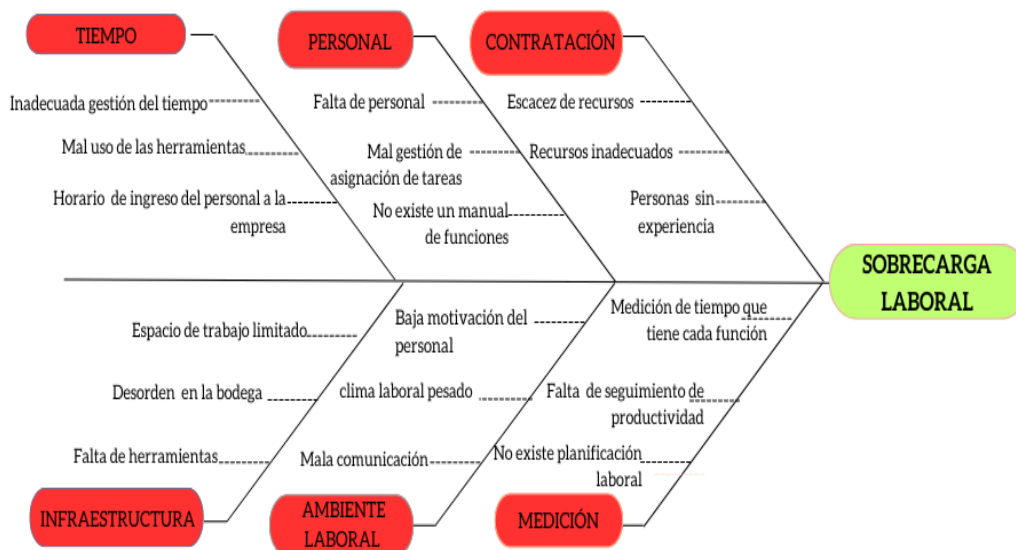 TIEMPO
PERSONAL
CONTRATACIÓN
Inadecuada gestión del tiempo
Mal uso de las herramientas
Horario de ingreso del personal a la
empresa
Falta de personal
Mal gestión de
asignación de tareas
No existe un manual
de funciones
Escacez de recursos
Recursos inadecuados
Personas sin
experiencia
SOBRECARGA
LABORAL
Espacio de trabajo limitado
Desorden en la bodega
Falta de herramientas
Baja motivación del
personal
clima laboral pesado
Mala comunicación
Medición de tiempo que
tiene cada función
Falta de seguimiento de
productividad
No existe planificación
laboral
INFRAESTRUCTURA
AMBIENTE
LABORAL
MEDICIÓN